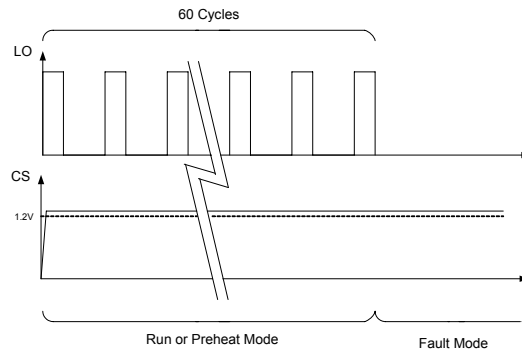 60 Cycles
LO
CS
1.2V
Run or Preheat Mode
Fault Mode